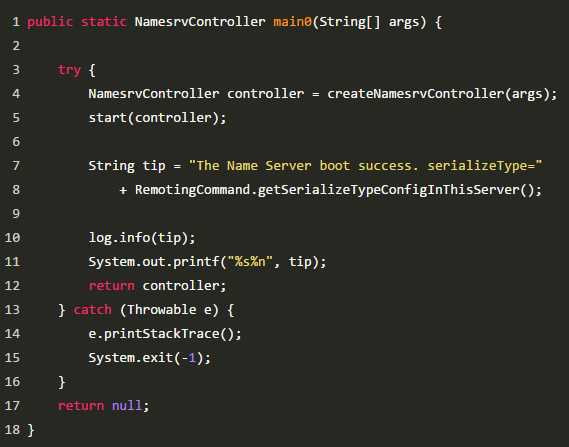 1 public static NamesrvController main0(String[] args) {
2
3     try {
4         NamesrvController controller = createNamesrvController(args);
5         start(controller);
6
7         String tip = "The Name Server boot success. serializeType="
8             + RemotingCommand.getSerializeTypeConfigInThisServer();
9
10         log.info(tip);
11         System.out.printf("%s%n", tip);
12         return controller;
13     } catch (Throwable e) {
14         e.printStackTrace();
15         System.exit(-1);
16     }
17     return null;
18 }